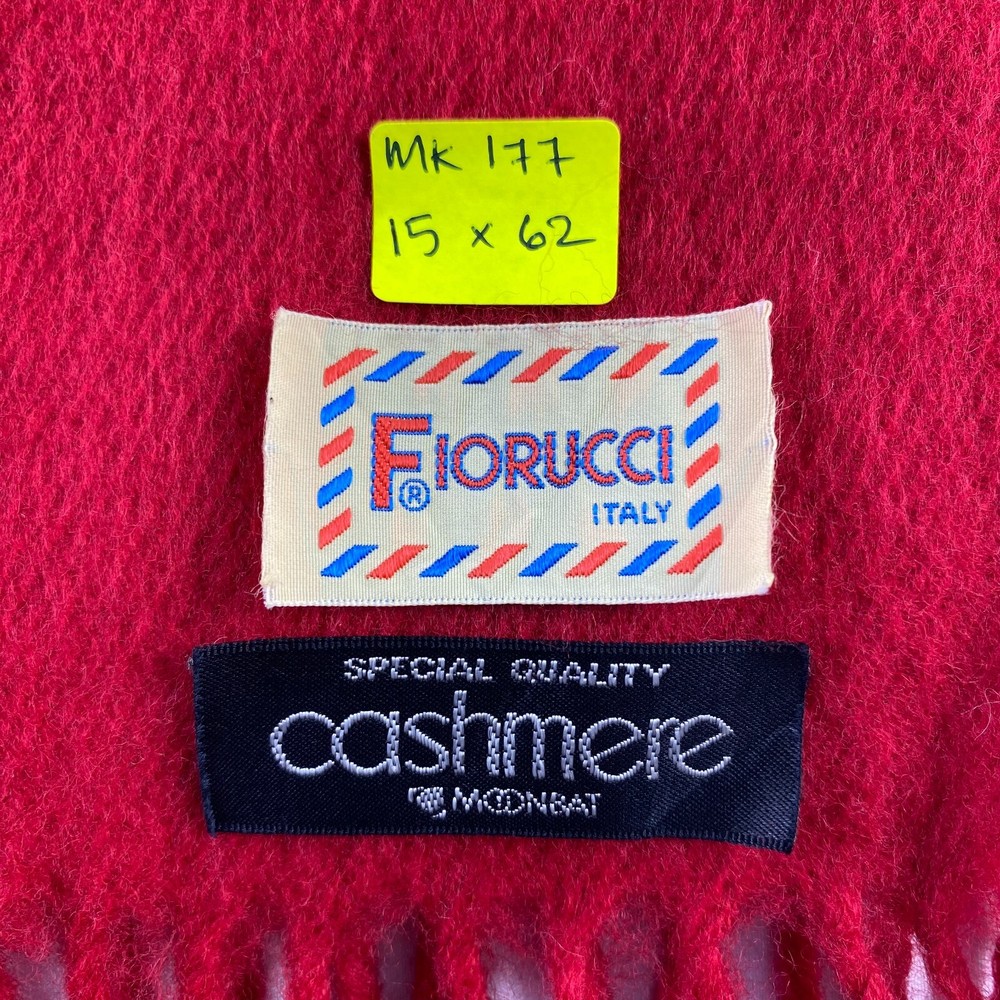 MK 177
15 x 62
FIORUCCI
®
ITALY
SPECIAL QUALITY
cashmere
MOONBAT